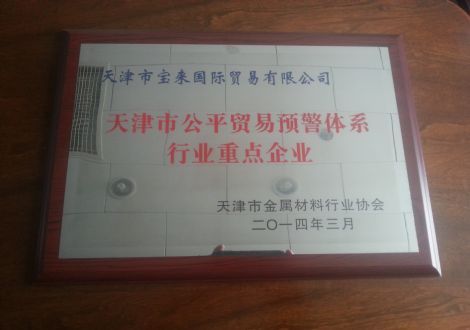 天津市宝来国际贸易有限公司
天津市公平贸易预警体系
行业重点企业
天津市金属材料行业协会
二〇一四年三月